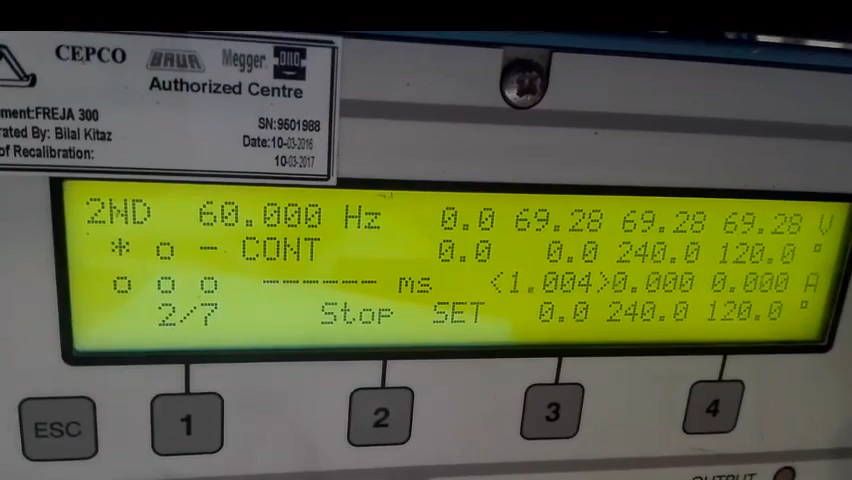 CEPCO BAUR Megger DILO
Authorized Centre
ment:FREJA 300
rated By: Bilal Kitaz
SN:9501988
of Recalibration:
Date:10-03-2016
10-03-2017
2ND 60.000 Hz 0.0 69.28 69.28 69.28 V
* o - CONT 0.0 0.0 240.0 120.0 °
o o o ------ ms <1.004>0.000 0.000 A
2/7 Stop SET 0.0 240.0 120.0 °
ESC 1 2 3 4
OUTPUT